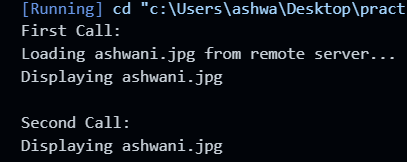 [Running] cd "c:\Users\ashwa\Desktop\pract
First Call:
Loading ashwani.jpg from remote server...
Displaying ashwani.jpg
Second Call:
Displaying ashwani.jpg